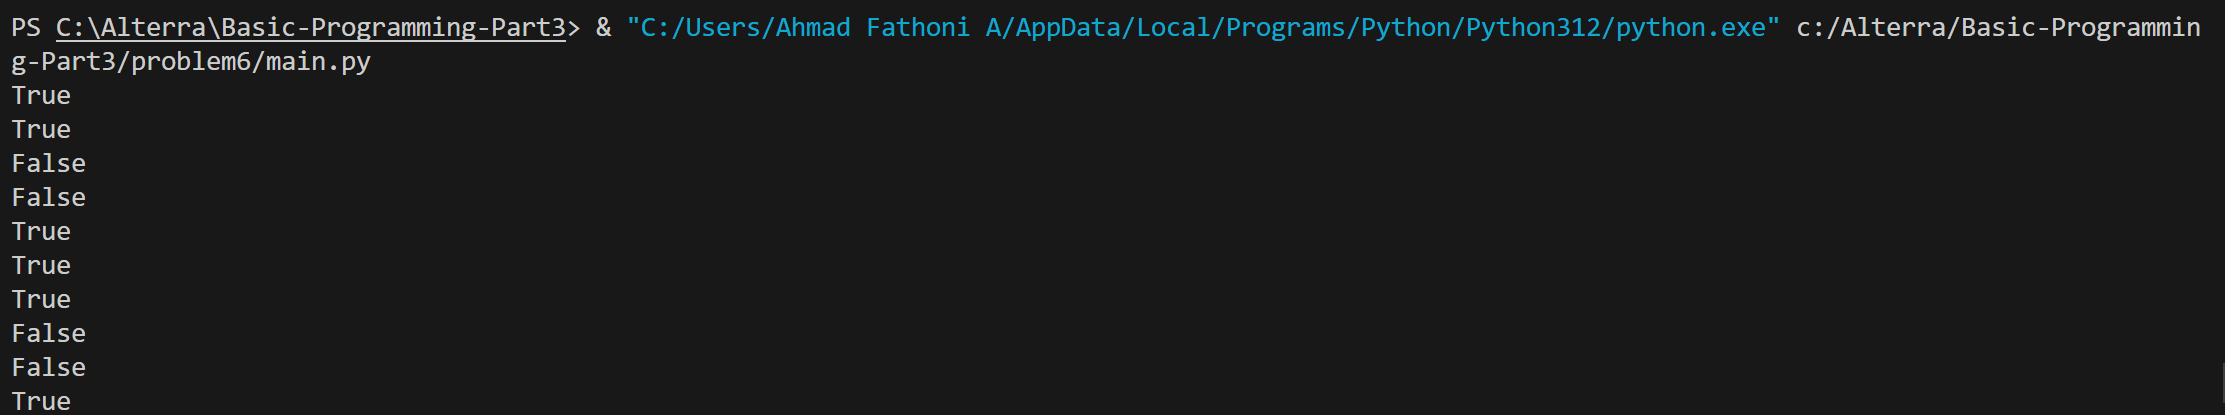 PS C:\Alterra\Basic-Programming-Part3> & "C:/Users/Ahmad Fathoni A/AppData/Local/Programs/Python/Python312/python.exe" c:/Alterra/Basic-Programmin
g-Part3/problem6/main.py
True
True
False
False
True
True
True
False
False
True